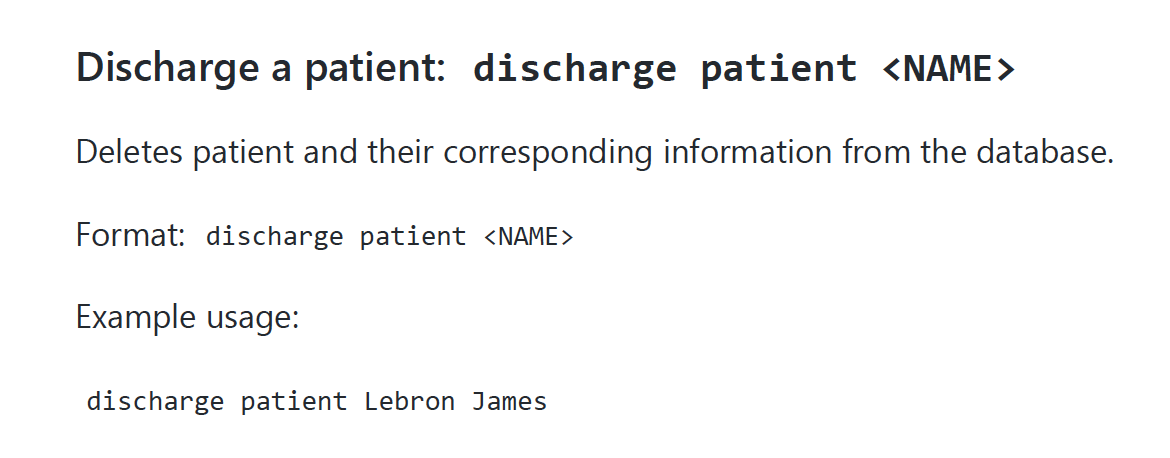 Discharge a patient: discharge patient <NAME>
Deletes patient and their corresponding information from the database.
Format: discharge patient <NAME>
Example usage:
discharge patient Lebron James